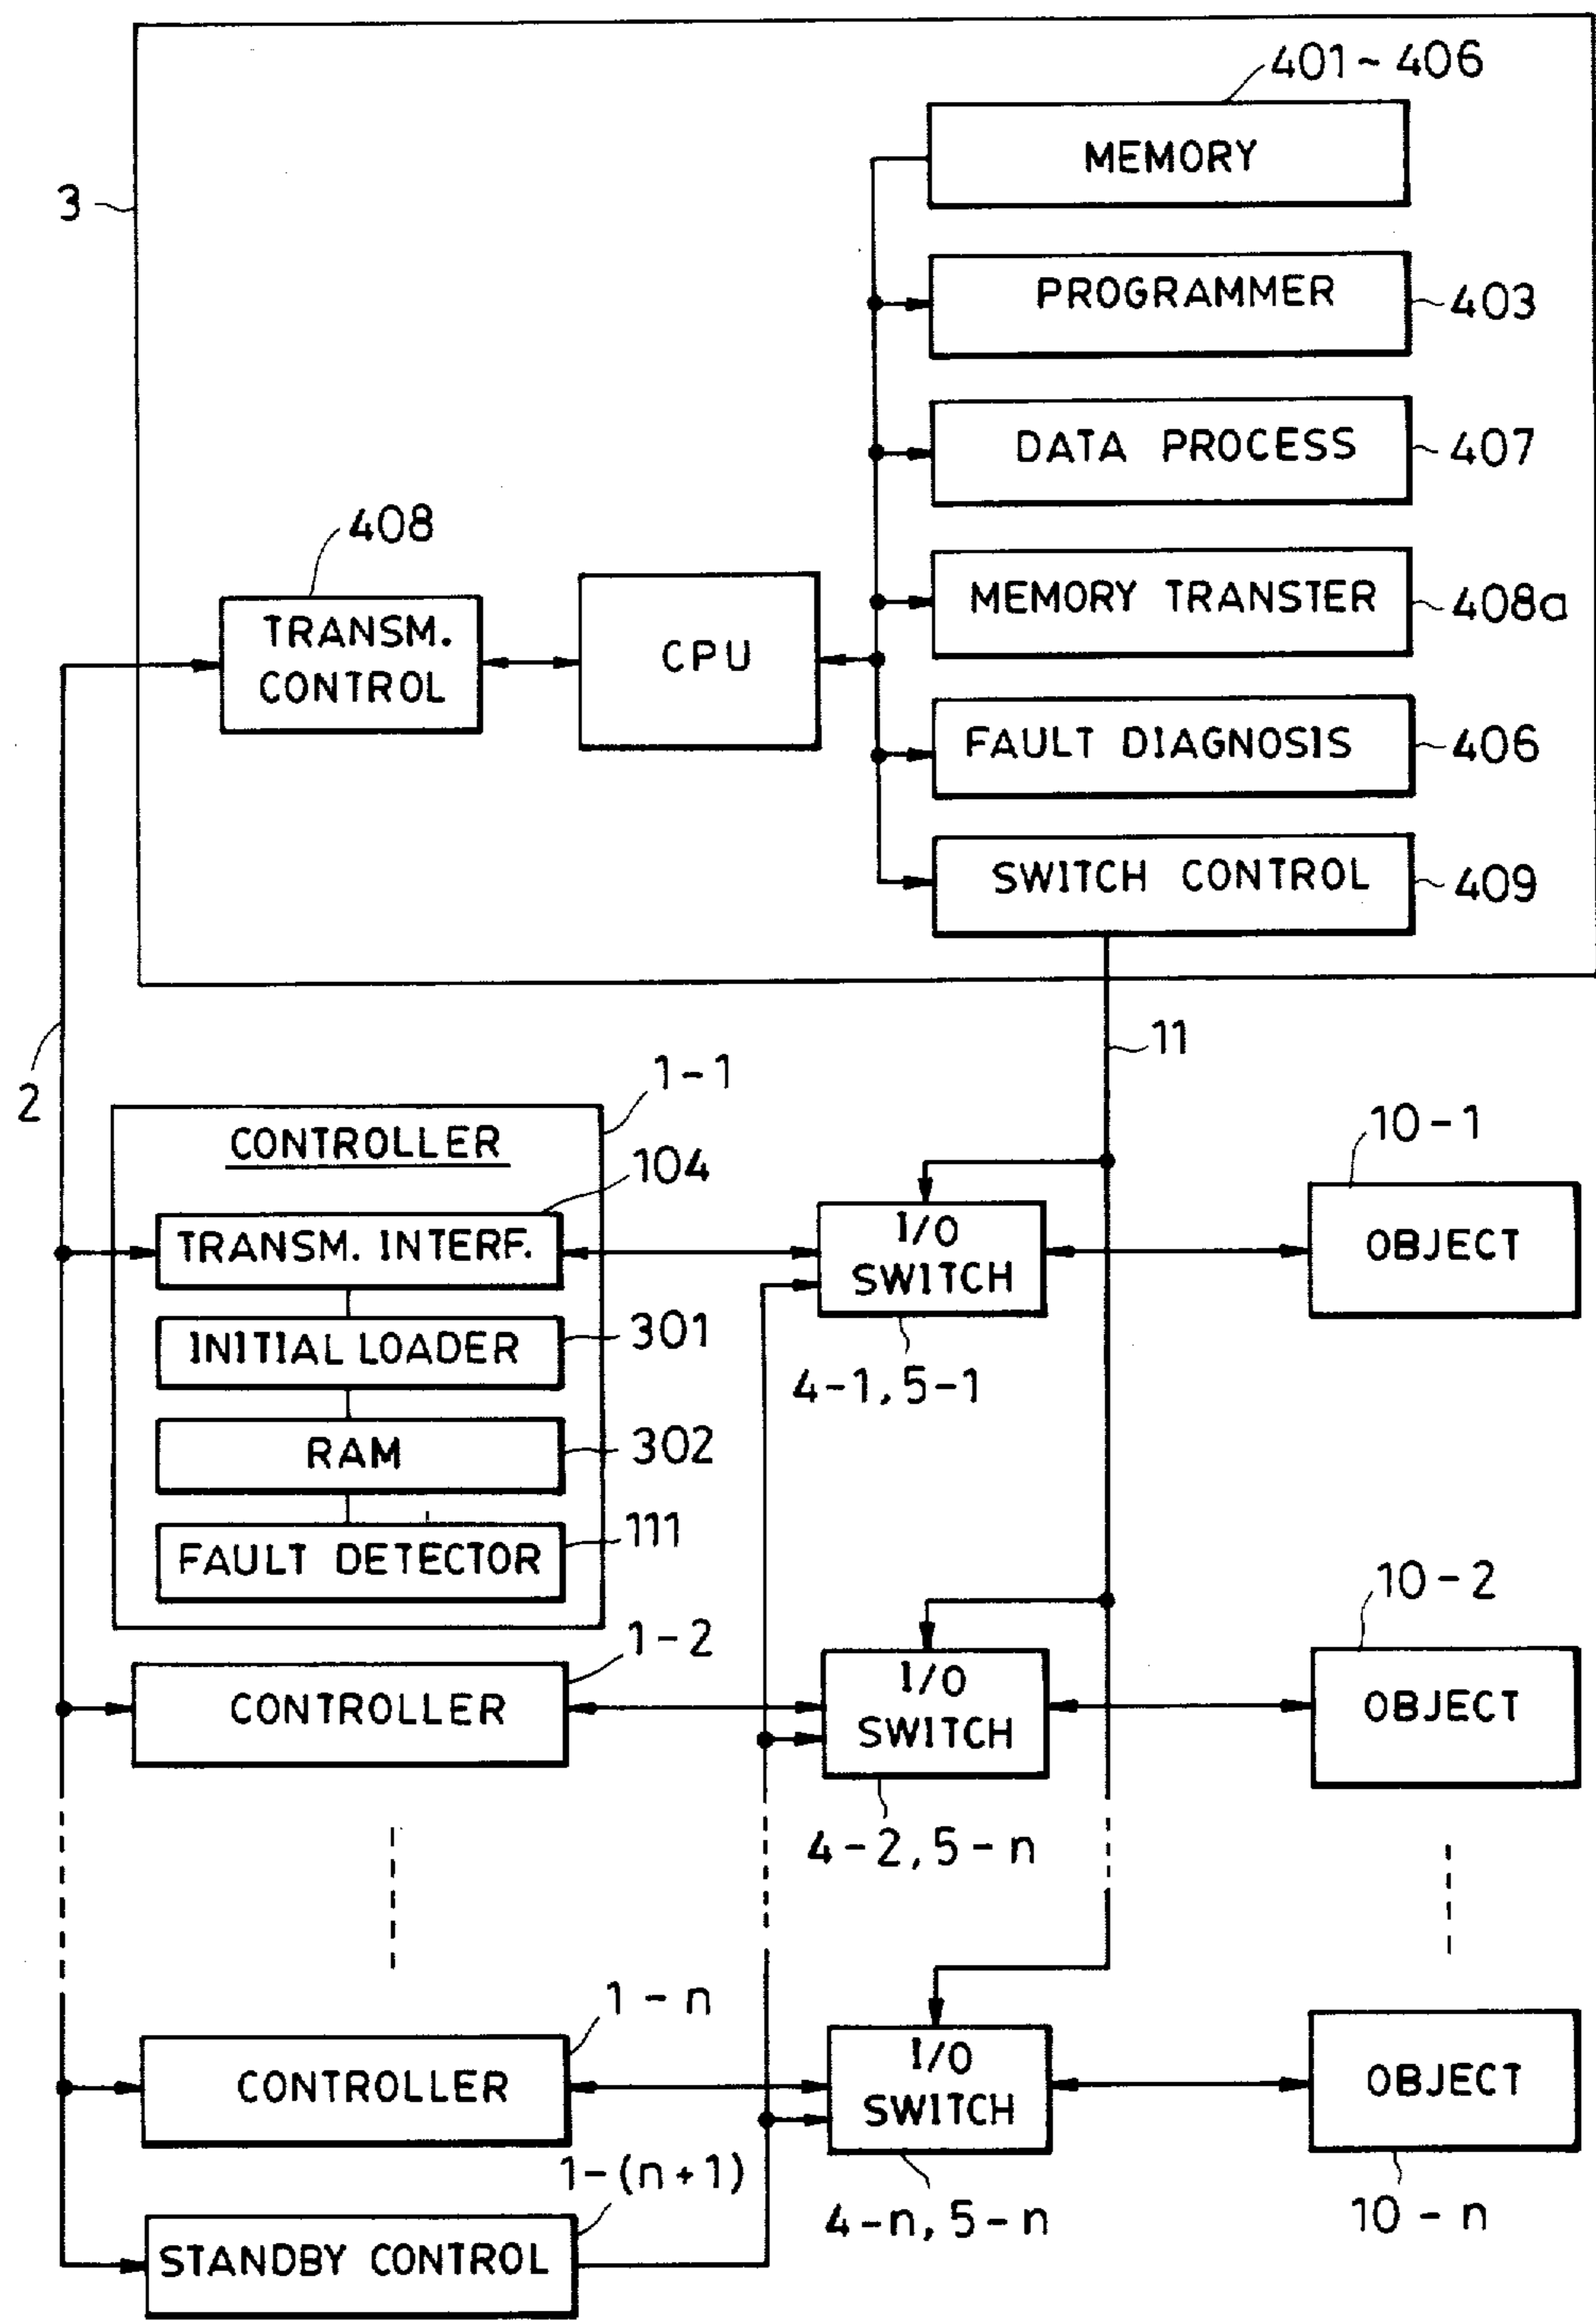 401~406
MEMORY
3
PROGRAMMER
403
DATA PROCESS
407
408
MEMORY TRANSTER
408a
TRANSM.
CONTROL
CPU
FAULT DIAGNOSIS
406
SWITCH CONTROL
409
2
11
1-1
CONTROLLER
104
10-1
TRANSM. INTERF.
I/O
SWITCH
OBJECT
INITIAL LOADER
301
4-1, 5-1
RAM
302
FAULT DETECTOR
111
10-2
1-2
CONTROLLER
I/O
SWITCH
OBJECT
4-2, 5-n
1-n
CONTROLLER
I/O
SWITCH
OBJECT
1-(n+1)
4-n, 5-n
10-n
STANDBY CONTROL